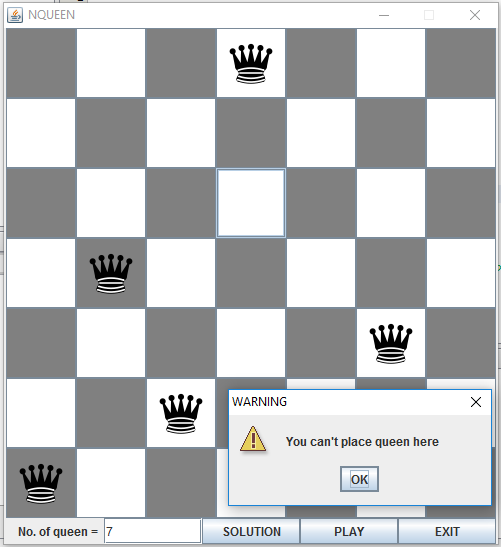 NQUEEN
WARNING
You can't place queen here
OK
No. of queen = 7 SOLUTION PLAY EXIT